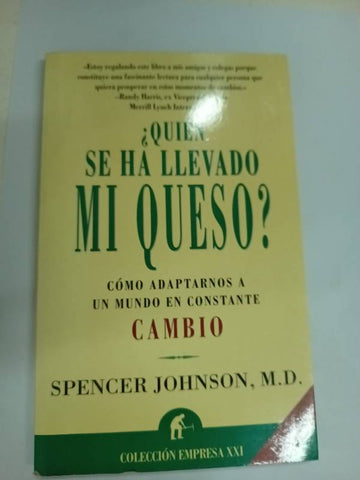 «Estoy regalando este libro a mis amigos y colegas porque
constituye una fascinante lectura para cualquier persona que
quiera prosperar en estos momentos de cambio.»
–Randy Harris, ex Vicepr
Merrill Lynch Inter
¿QUIÉN
SE HA LLEVADO
MI QUESO?
CÓMO ADAPTARNOS A
UN MUNDO EN CONSTANTE
CAMBIO
SPENCER JOHNSON, M.D.
COLECCIÓN EMPRESA XXI